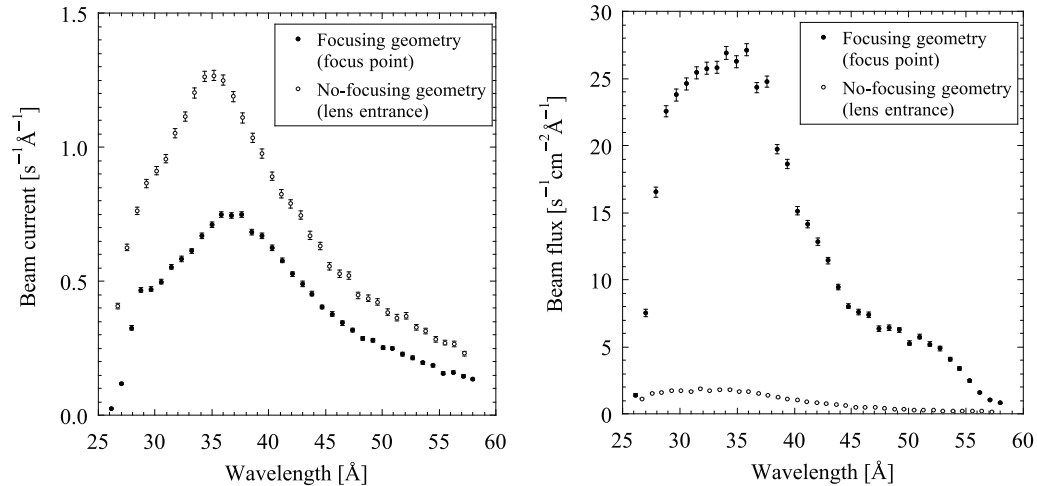 1.5
1.0
0.5
0.0
25 30 35 40 45 50 55 60
Wavelength [Å]
Beam current [s⁻¹Å⁻¹]
Focusing geometry
(focus point)
No-focusing geometry
(lens entrance)
30
25
20
15
10
5
0
25 30 35 40 45 50 55 60
Wavelength [Å]
Beam flux [s⁻¹cm⁻²Å⁻¹]
Focusing geometry
(focus point)
No-focusing geometry
(lens entrance)